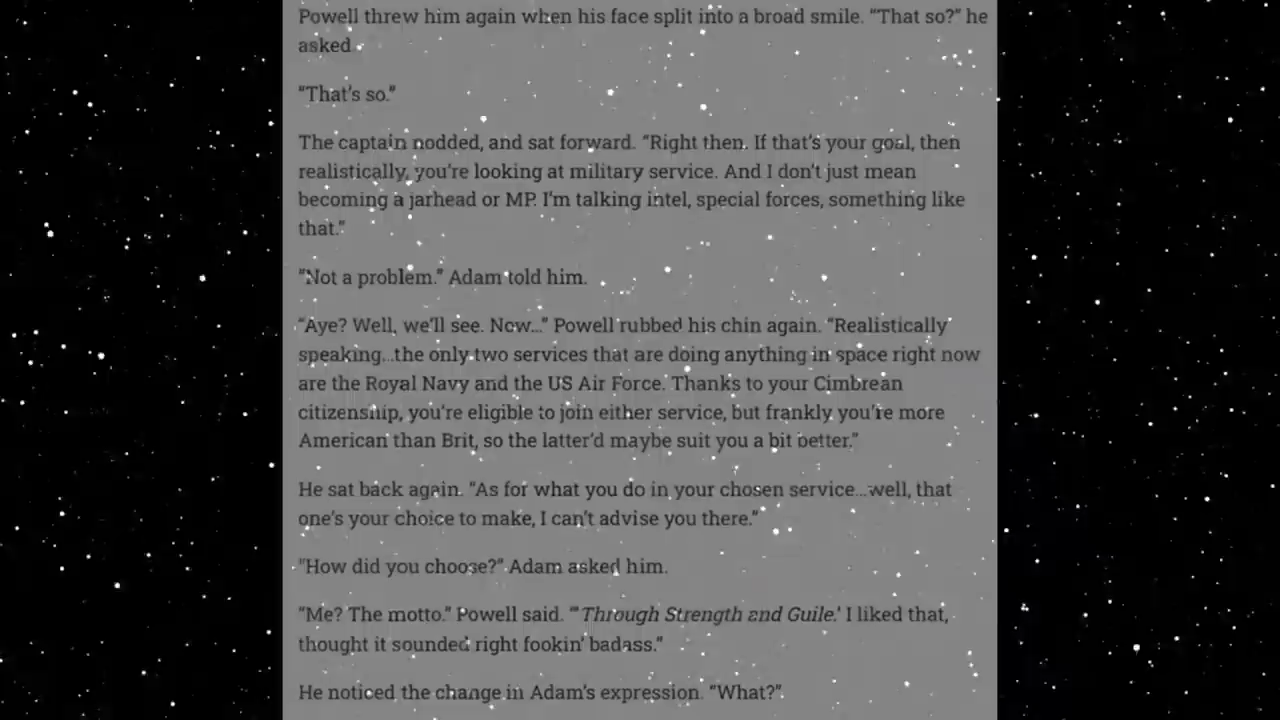 Powell threw him again when his face split into a broad smile. “That so?” he
asked.
“That’s so.”
The captain nodded, and sat forward. “Right then. If that’s your goal, then
realistically, you’re looking at military service. And I don’t just mean
becoming a jarhead or MP. I’m talking intel, special forces, something like
that.”
“Not a problem.” Adam told him.
“Aye? Well, we’ll see. Now…” Powell rubbed his chin again. “Realistically
speaking…the only two services that are doing anything in space right now
are the Royal Navy and the US Air Force. Thanks to your Cimbrean
citizenship, you’re eligible to join either service, but frankly you’re more
American than Brit, so the latter’d maybe suit you a bit better.”
He sat back again. “As for what you do in your chosen service…well, that
one’s your choice to make, I can’t advise you there.”
“How did you choose?” Adam asked him.
“Me? The motto.” Powell said. “‘Through Strength and Guile.’ I liked that,
thought it sounded right fookin’ badass.”
He noticed the change in Adam’s expression. “What?”